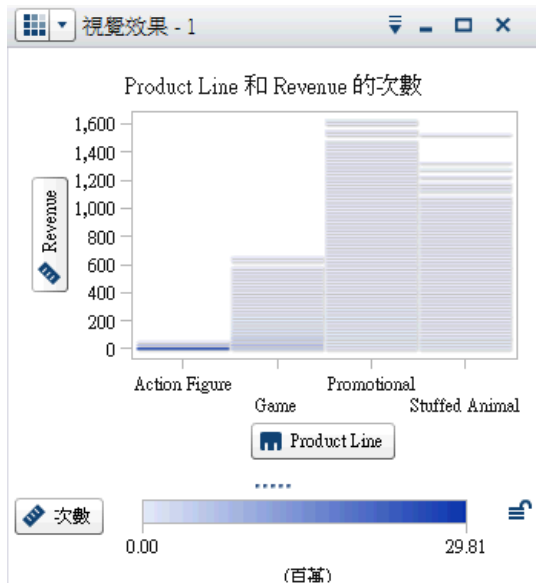 視覺效果 - 1
Product Line 和 Revenue 的次數
1,600
1,400
1,200
1,000
800
600
400
200
0
Revenue
Action Figure
Game
Promotional
Stuffed Animal
Product Line
次數
0.00
29.81
(百萬)